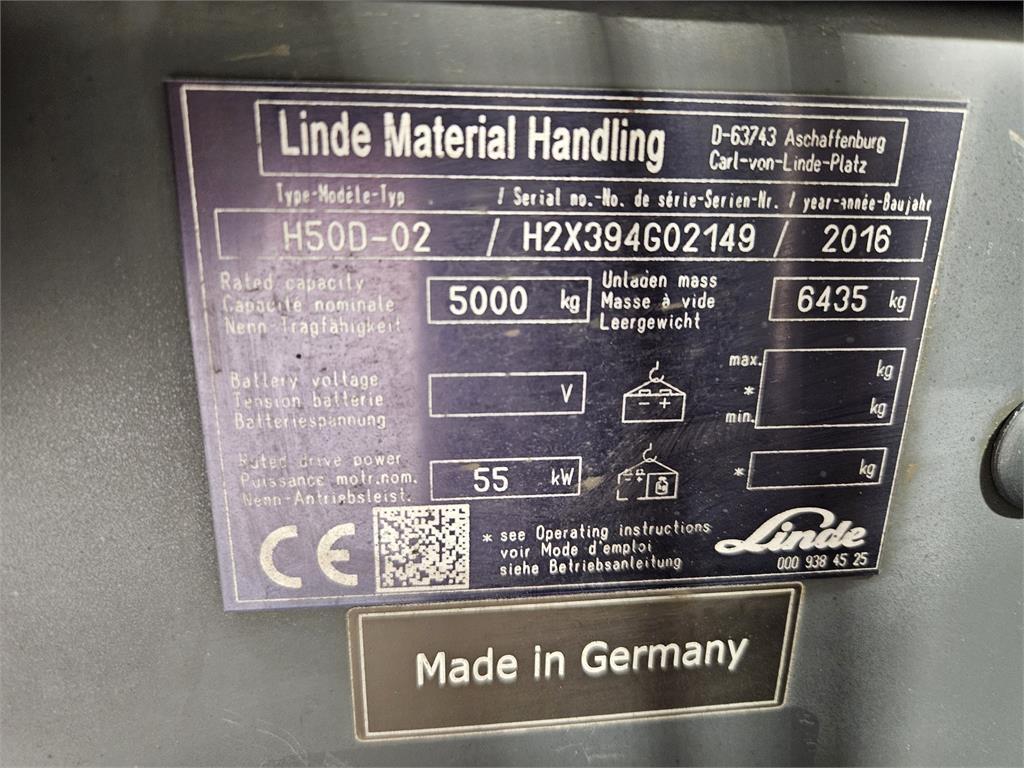 Linde Material Handling
D-63743 Aschaffenburg
Carl-von-Linde-Platz
Type-Modèle-Typ / Serial no.-No. de série-Serien-Nr. / year-année-Baujahr
H50D-02 / H2X394G02149 / 2016
Rated capacity
Capacité nominale
Nenn-Tragfähigkeit
5000 kg
Unladen mass
Masse à vide
Leergewicht
6435 kg
Battery voltage
Tension batterie
Batteriespannung
V
- +
max. kg
*
min. kg
Rated drive power
Puissance motr.nom.
Nenn-Antriebsleist.
55 kW
* kg
CE
* see Operating instructions
voir Mode d'emploi
siehe Betriebsanleitung
Linde
000 938 45 25
Made in Germany